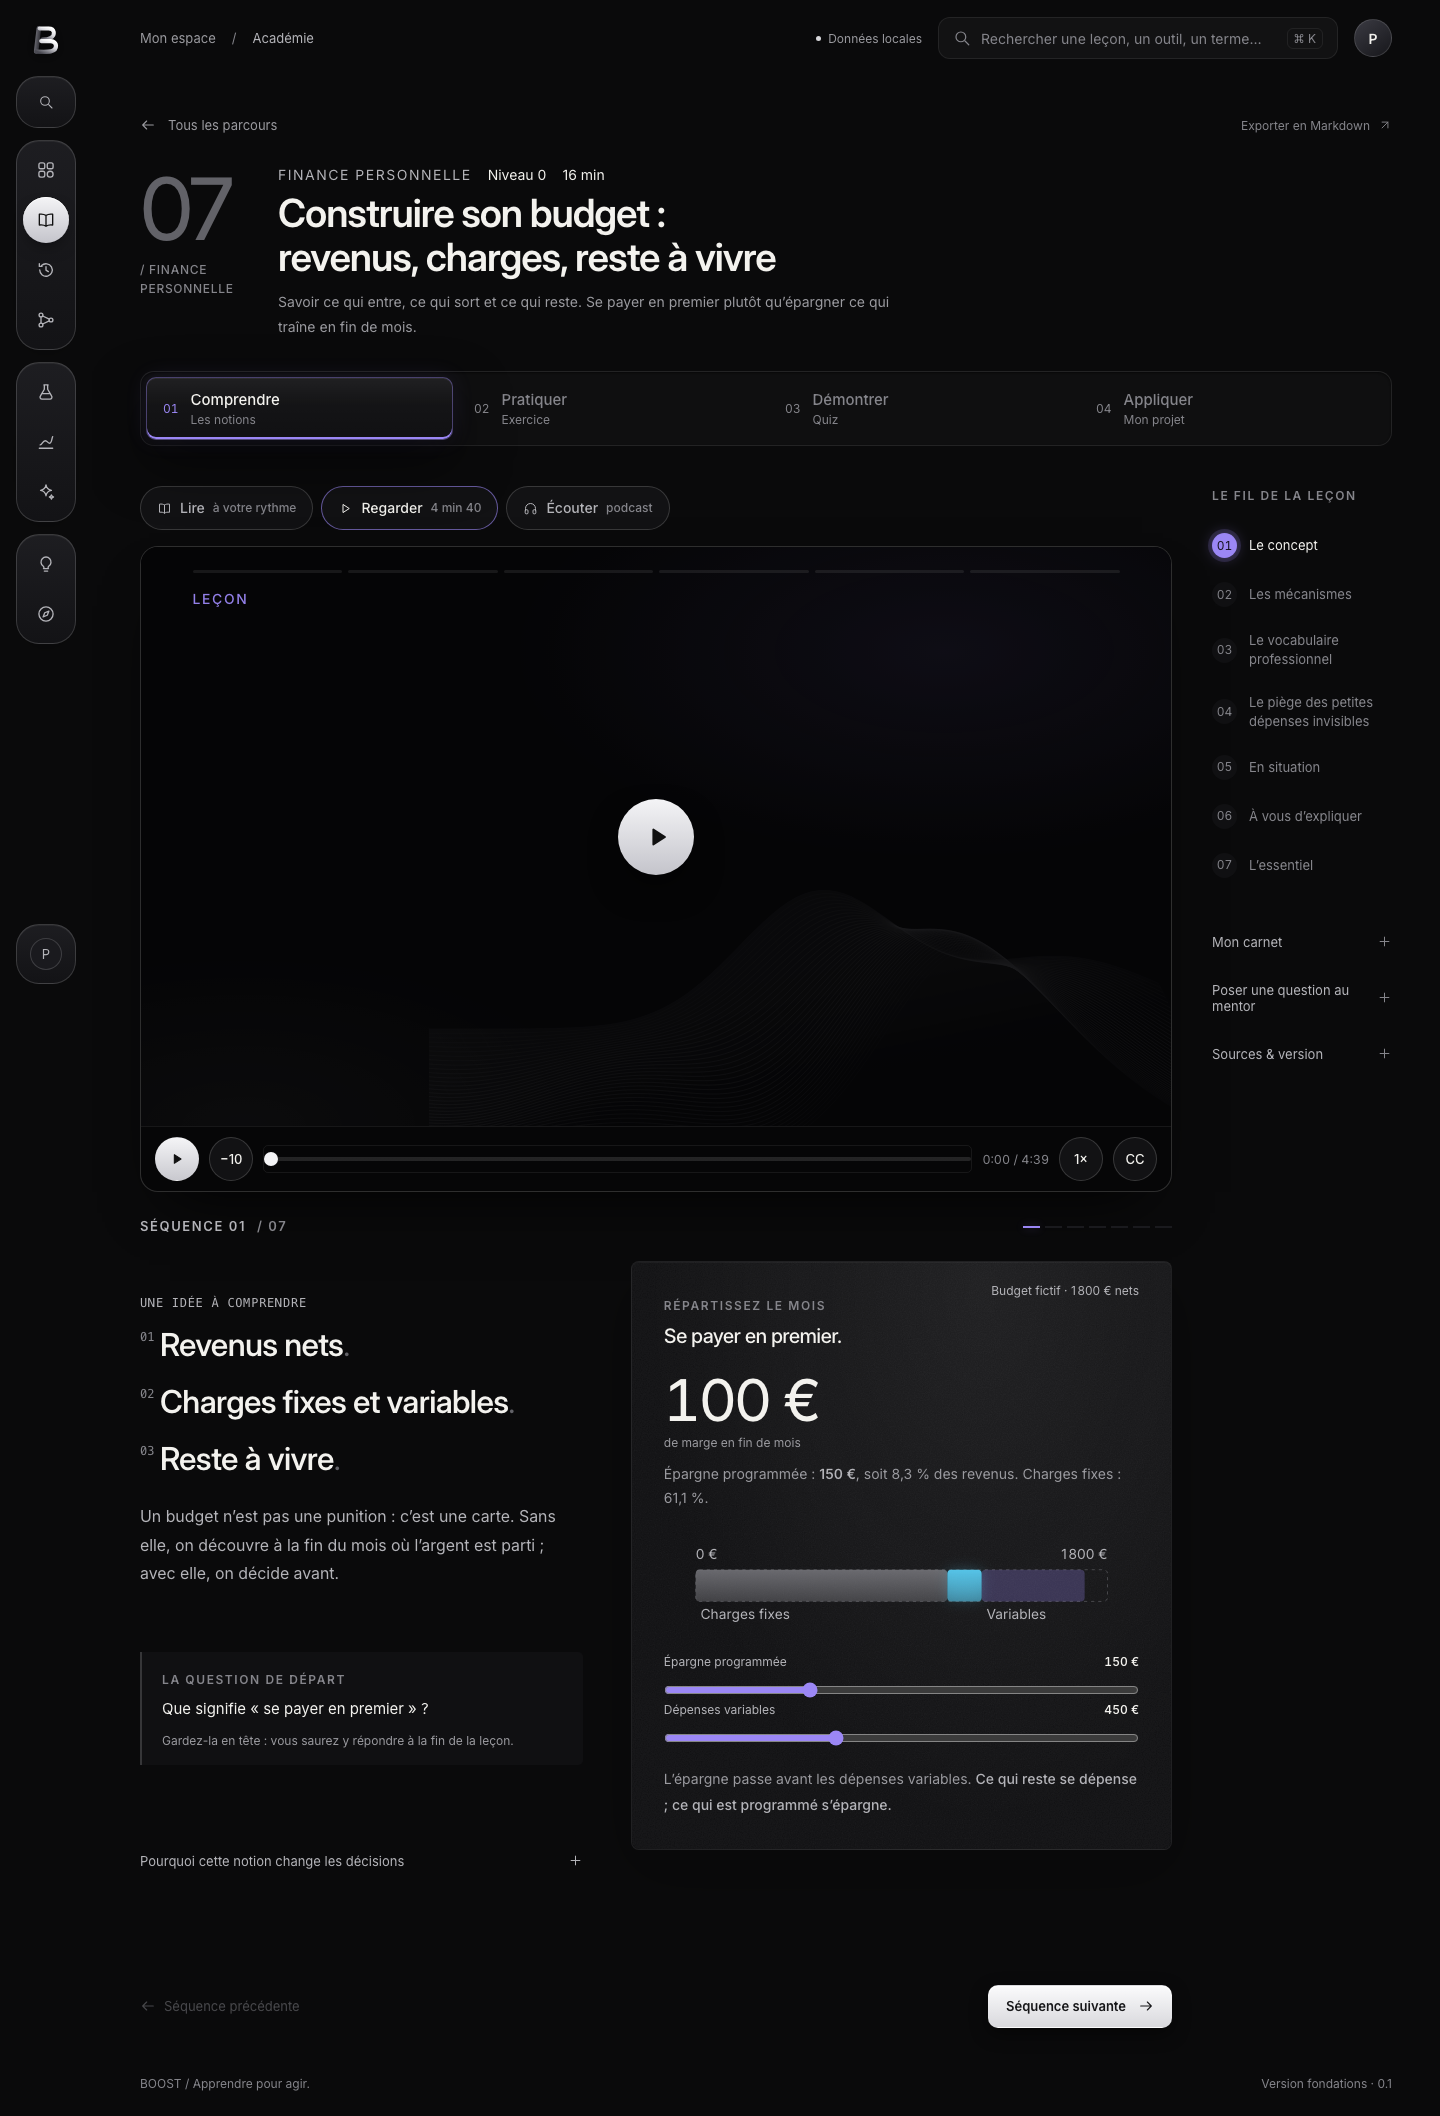 B
Mon espace / Académie
Données locales
Rechercher une leçon, un outil, un terme...
⌘ K
P
Tous les parcours
Exporter en Markdown
07
/ FINANCE
PERSONNELLE
FINANCE PERSONNELLE Niveau 0 16 min
Construire son budget :
revenus, charges, reste à vivre
Savoir ce qui entre, ce qui sort et ce qui reste. Se payer en premier plutôt qu’épargner ce qui
traîne en fin de mois.
01 Comprendre
Les notions
02 Pratiquer
Exercice
03 Démontrer
Quiz
04 Appliquer
Mon projet
Lire à votre rythme
Regarder 4 min 40
Écouter podcast
LEÇON
−10
0:00 / 4:39
1×
CC
LE FIL DE LA LEÇON
01 Le concept
02 Les mécanismes
03 Le vocabulaire
professionnel
04 Le piège des petites
dépenses invisibles
05 En situation
06 À vous d’expliquer
07 L’essentiel
Mon carnet +
Poser une question au
mentor +
Sources & version +
P
SÉQUENCE 01 / 07
UNE IDÉE À COMPRENDRE
01 Revenus nets.
02 Charges fixes et variables.
03 Reste à vivre.
Un budget n’est pas une punition : c’est une carte. Sans
elle, on découvre à la fin du mois où l’argent est parti ;
avec elle, on décide avant.
LA QUESTION DE DÉPART
Que signifie « se payer en premier » ?
Gardez-la en tête : vous saurez y répondre à la fin de la leçon.
Pourquoi cette notion change les décisions +
Budget fictif · 1 800 € nets
RÉPARTISSEZ LE MOIS
Se payer en premier.
100 €
de marge en fin de mois
Épargne programmée : 150 €, soit 8,3 % des revenus. Charges fixes :
61,1 %.
0 € 1 800 €
Charges fixes Variables
Épargne programmée 150 €
Dépenses variables 450 €
L’épargne passe avant les dépenses variables. Ce qui reste se dépense
; ce qui est programmé s’épargne.
Séquence précédente
Séquence suivante
BOOST / Apprendre pour agir.
Version fondations · 0.1